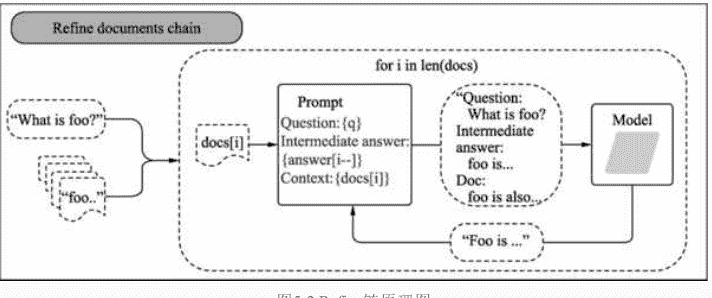 Refine documents chain
for i in len(docs)
“What is foo?”
“foo..”
docs[i]
Prompt
Question:{q}
Intermediate answer:
{answer[i--]}
Context:{docs[i]}
“Question:
What is foo?
Intermediate
answer:
foo is...
Doc:
foo is also...
Model
“Foo is ...”